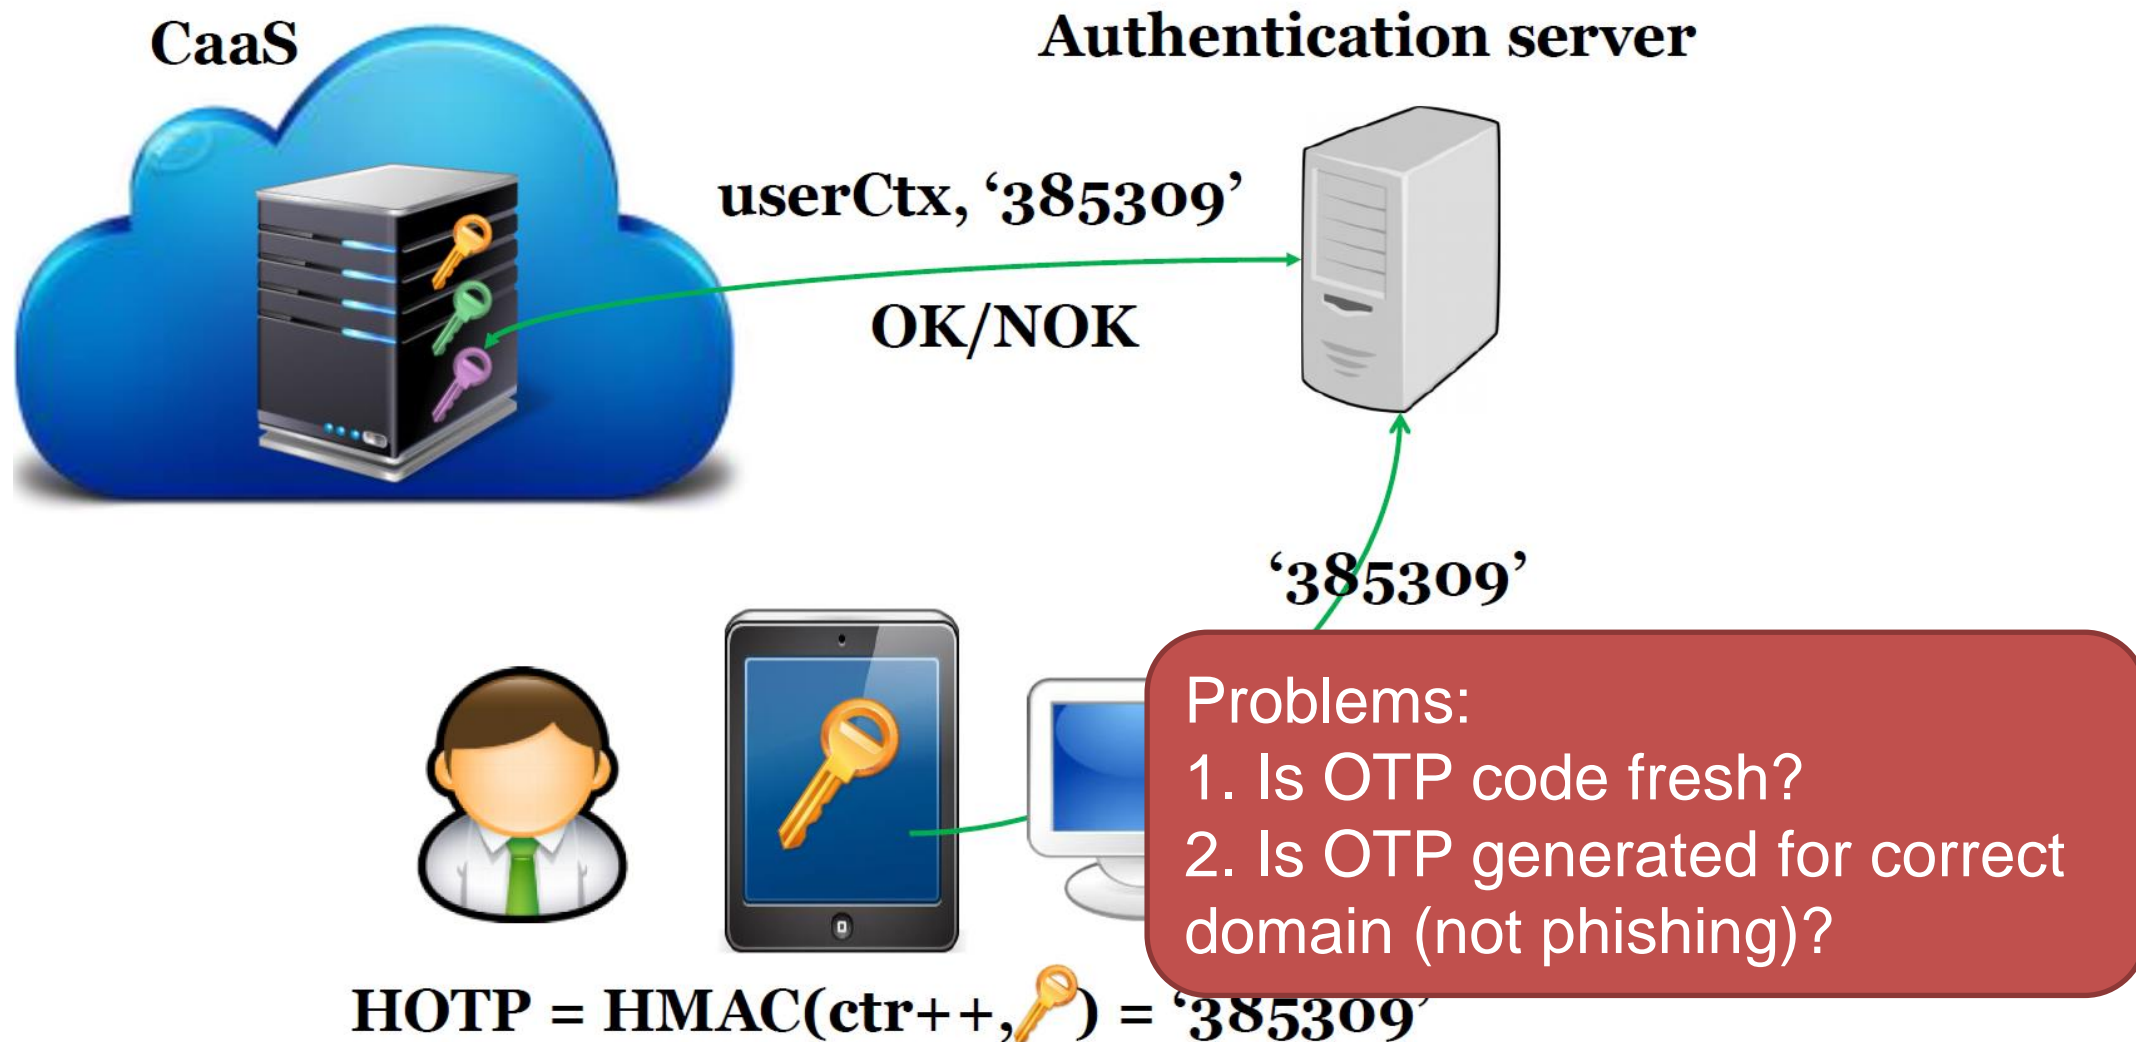 CaaS
Authentication server
userCtx, ‘385309’
OK/NOK
‘385309’
Problems:
1. Is OTP code fresh?
2. Is OTP generated for correct
domain (not phishing)?
HOTP = HMAC(ctr++, ) = ‘385309’